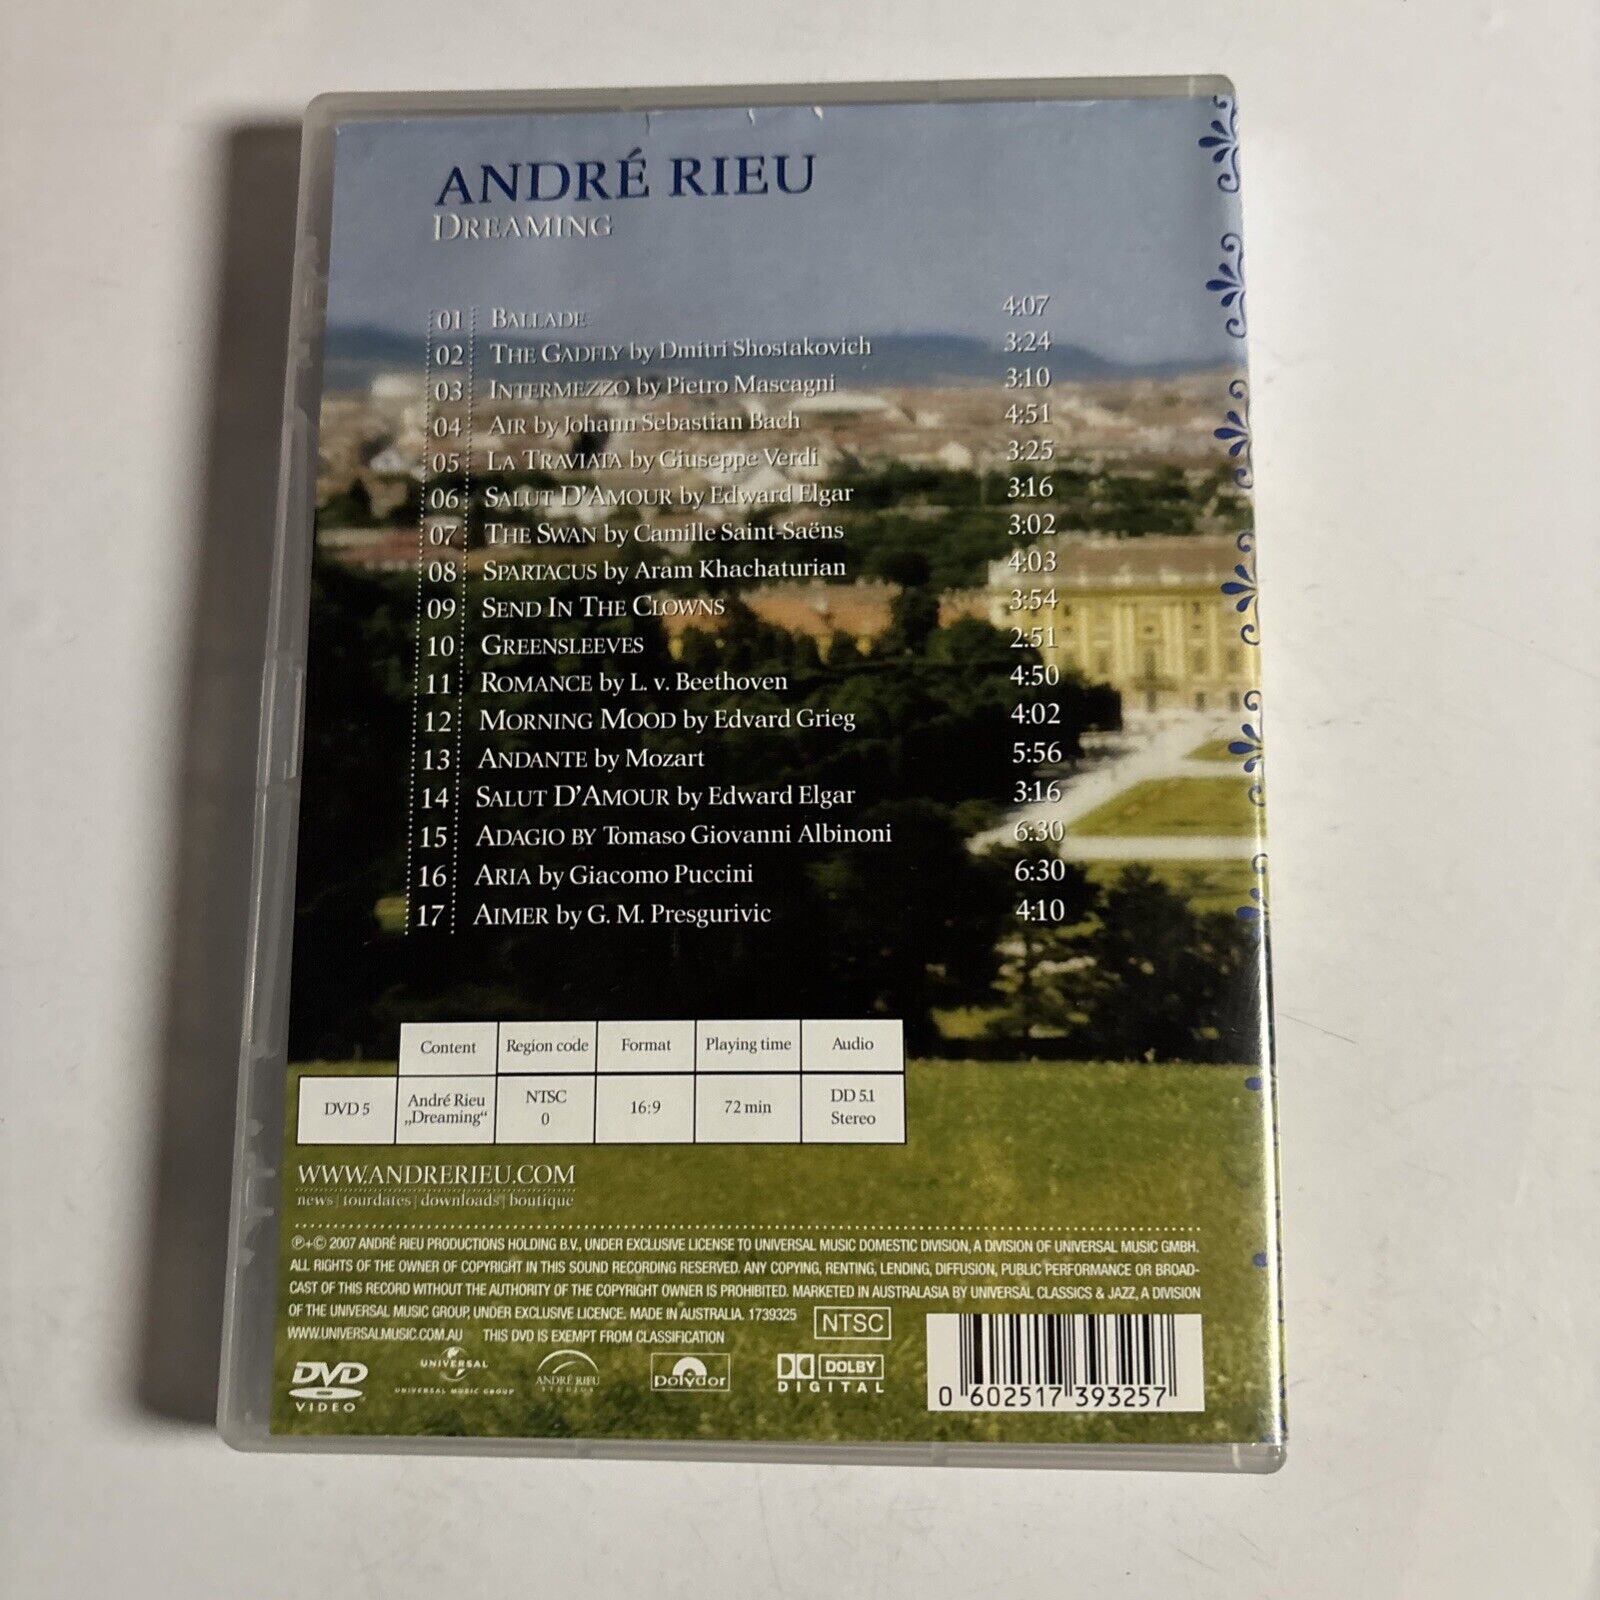 ANDRÉ RIEU
DREAMING
01 BALLADE 4:07
02 THE GADFLY by Dmitri Shostakovich 3:24
03 INTERMEZZO by Pietro Mascagni 3:10
04 AIR by Johann Sebastian Bach 4:51
05 LA TRAVIATA by Giuseppe Verdi 3:25
06 SALUT D'AMOUR by Edward Elgar 3:16
07 THE SWAN by Camille Saint-Saëns 3:02
08 SPARTACUS by Aram Khachaturian 4:03
09 SEND IN THE CLOWNS 3:54
10 GREENSLEEVES 2:51
11 ROMANCE by L. v. Beethoven 4:50
12 MORNING MOOD by Edvard Grieg 4:02
13 ANDANTE by Mozart 5:56
14 SALUT D'AMOUR by Edward Elgar 3:16
15 ADAGIO BY Tomaso Giovanni Albinoni 6:30
16 ARIA by Giacomo Puccini 6:30
17 AIMER by G. M. Presgurivic 4:10
Content Region code Format Playing time Audio
DVD 5 André Rieu „Dreaming“ NTSC 0 16:9 72 min DD 5.1 Stereo
WWW.ANDRERIEU.COM
news | tourdates | downloads | boutique
℗+© 2007 ANDRÉ RIEU PRODUCTIONS HOLDING B.V., UNDER EXCLUSIVE LICENSE TO UNIVERSAL MUSIC DOMESTIC DIVISION, A DIVISION OF UNIVERSAL MUSIC GMBH.
ALL RIGHTS OF THE OWNER OF COPYRIGHT IN THIS SOUND RECORDING RESERVED. ANY COPYING, RENTING, LENDING, DIFFUSION, PUBLIC PERFORMANCE OR BROAD-
CAST OF THIS RECORD WITHOUT THE AUTHORITY OF THE COPYRIGHT OWNER IS PROHIBITED. MARKETED IN AUSTRALASIA BY UNIVERSAL CLASSICS & JAZZ, A DIVISION
OF THE UNIVERSAL MUSIC GROUP, UNDER EXCLUSIVE LICENCE. MADE IN AUSTRALIA. 1739325
NTSC
WWW.UNIVERSALMUSIC.COM.AU THIS DVD IS EXEMPT FROM CLASSIFICATION
DVD VIDEO
UNIVERSAL
UNIVERSAL MUSIC GROUP
ANDRÉ RIEU
STUDIOS
polydor
DOLBY
DIGITAL
0 602517 393257